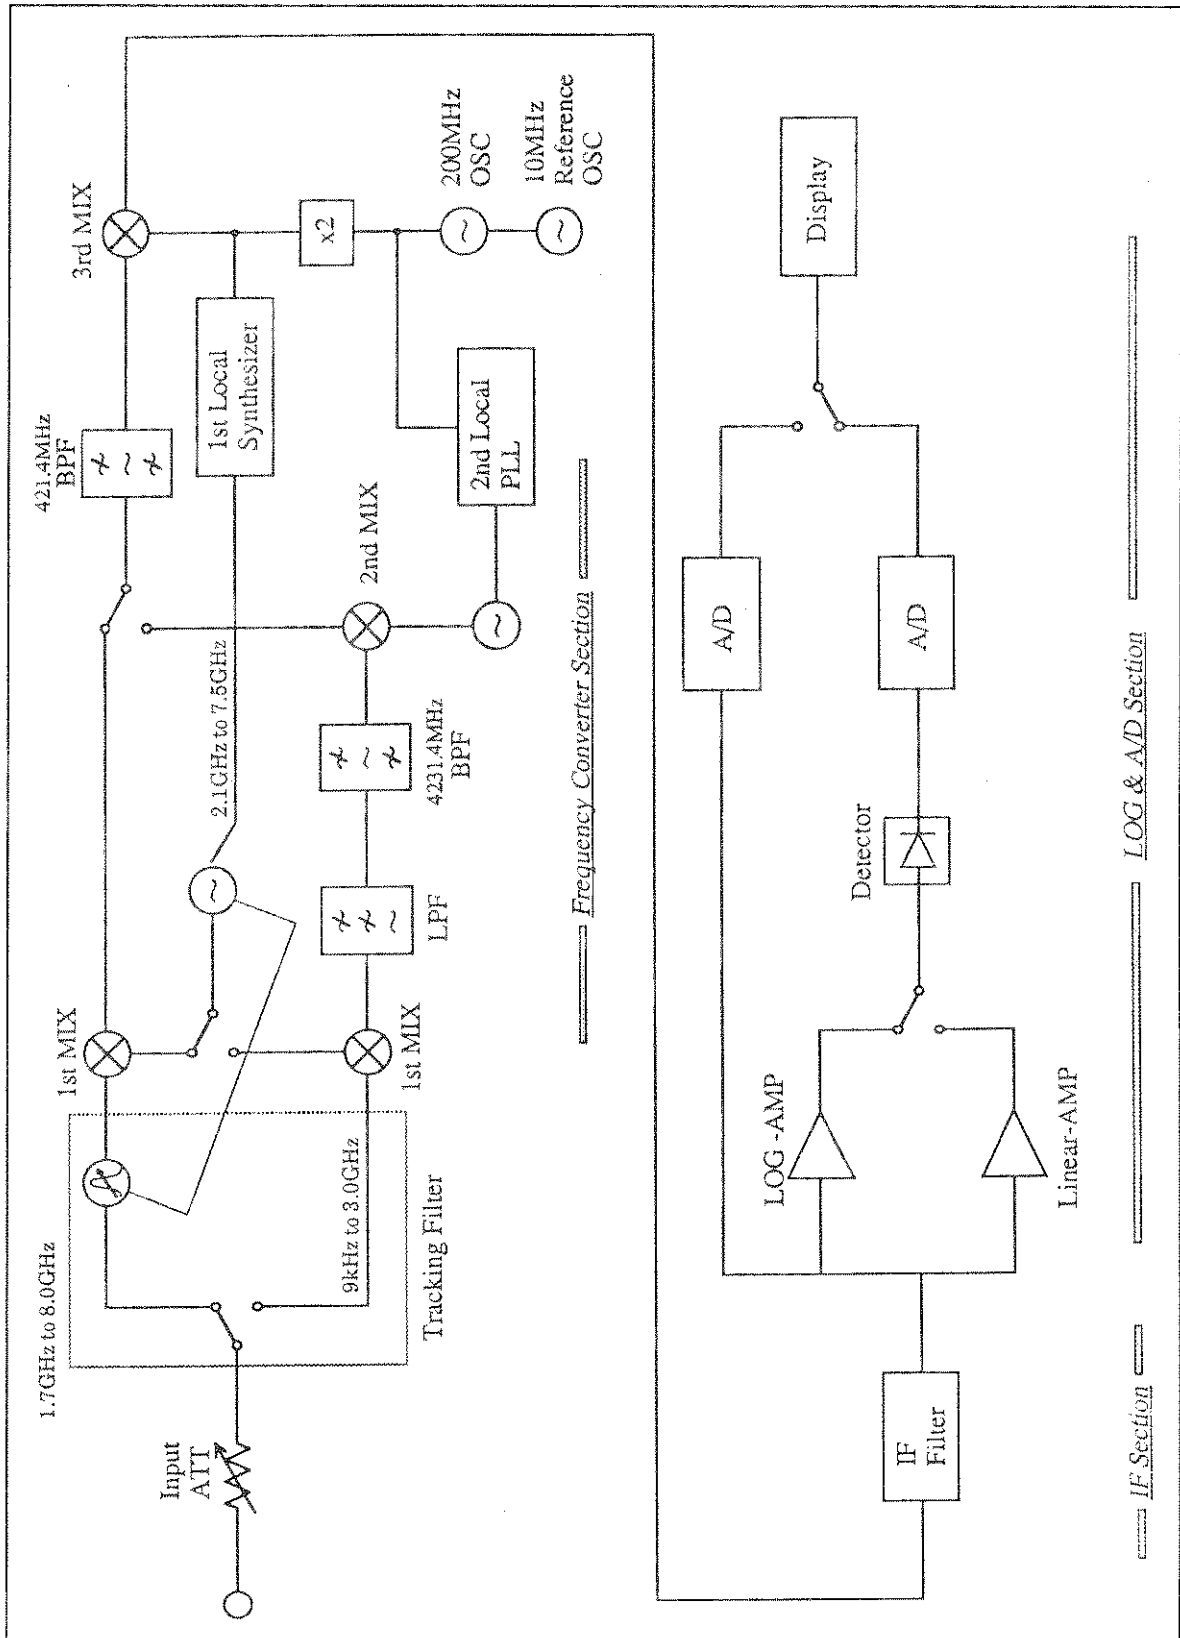 Input
ATT
1.7GHz to 8.0GHz
9kHz to 3.0GHz
Tracking Filter
1st MIX
1st MIX
LPF
4231.4MHz
BPF
2nd MIX
2.1GHz to 7.5GHz
421.4MHz
BPF
1st Local
Synthesizer
2nd Local
PLL
3rd MIX
x2
200MHz
OSC
10MHz
Reference
OSC
Frequency Converter Section
IF
Filter
LOG -AMP
Linear-AMP
Detector
A/D
A/D
Display
IF Section
LOG & A/D Section